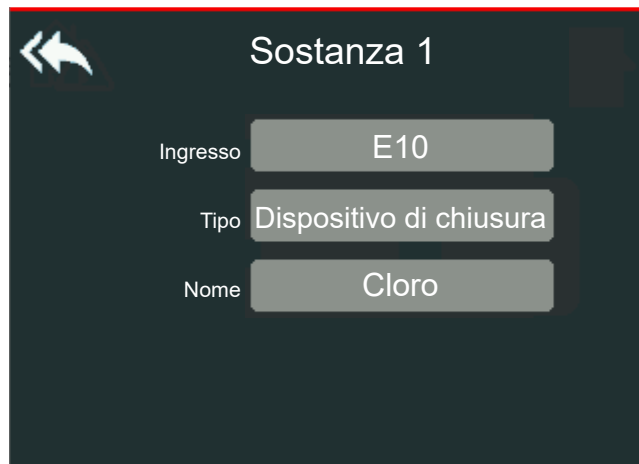 Sostanza 1
Ingresso E10
Tipo Dispositivo di chiusura
Nome Cloro